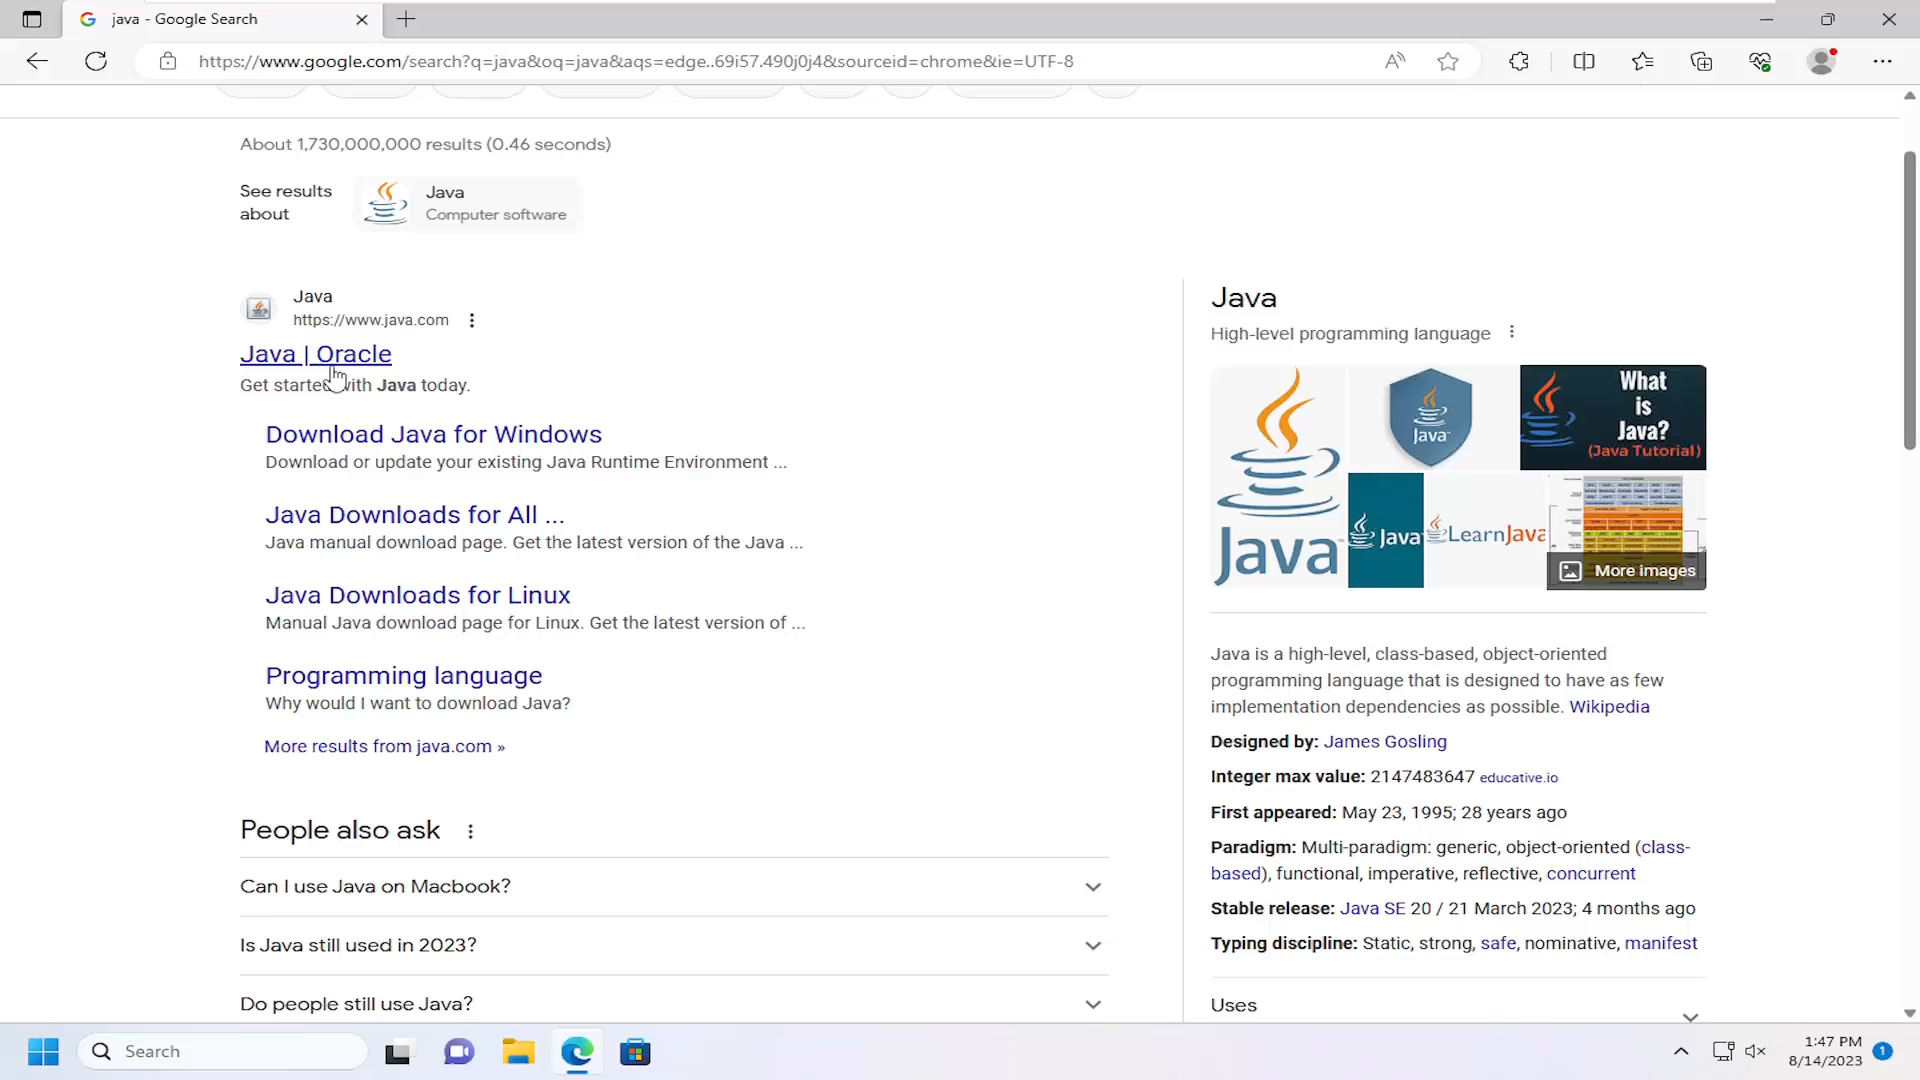 java - Google Search
https://www.google.com/search?q=java&oq=java&aqs=edge..69i57.490j0j4&sourceid=chrome&ie=UTF-8
About 1,730,000,000 results (0.46 seconds)
See results about
Java
Computer software
Java
https://www.java.com
Java | Oracle
Get started with Java today.
Download Java for Windows
Download or update your existing Java Runtime Environment ...
Java Downloads for All ...
Java manual download page. Get the latest version of the Java ...
Java Downloads for Linux
Manual Java download page for Linux. Get the latest version of ...
Programming language
Why would I want to download Java?
More results from java.com »
People also ask
Can I use Java on Macbook?
Is Java still used in 2023?
Do people still use Java?
Java
High-level programming language
Java
Java
What
is
Java?
(Java Tutorial)
Java
LearnJava
More images
Java is a high-level, class-based, object-oriented
programming language that is designed to have as few
implementation dependencies as possible. Wikipedia
Designed by: James Gosling
Integer max value: 2147483647 educative.io
First appeared: May 23, 1995; 28 years ago
Paradigm: Multi-paradigm: generic, object-oriented (class-
based), functional, imperative, reflective, concurrent
Stable release: Java SE 20 / 21 March 2023; 4 months ago
Typing discipline: Static, strong, safe, nominative, manifest
Uses
Search
1:47 PM
8/14/2023
1